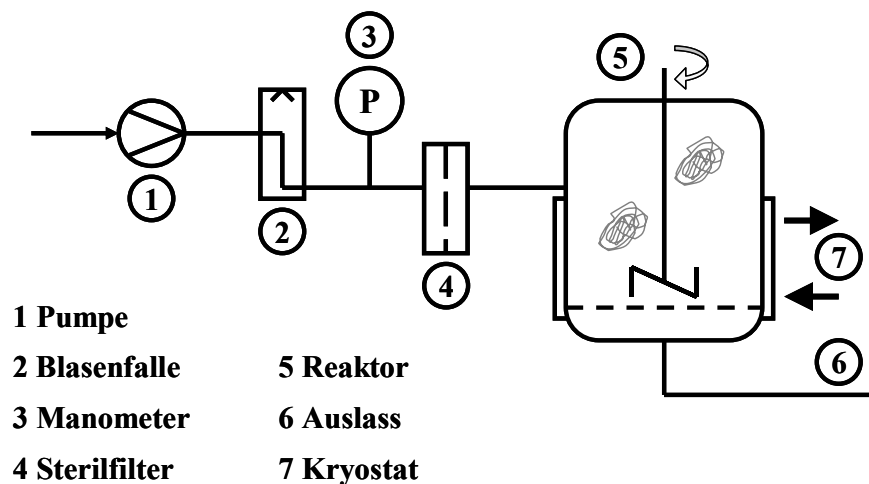 3
5
P
1
2
7
4
1 Pumpe
6
2 Blasenfalle
5 Reaktor
3 Manometer
6 Auslass
4 Sterilfilter
7 Kryostat